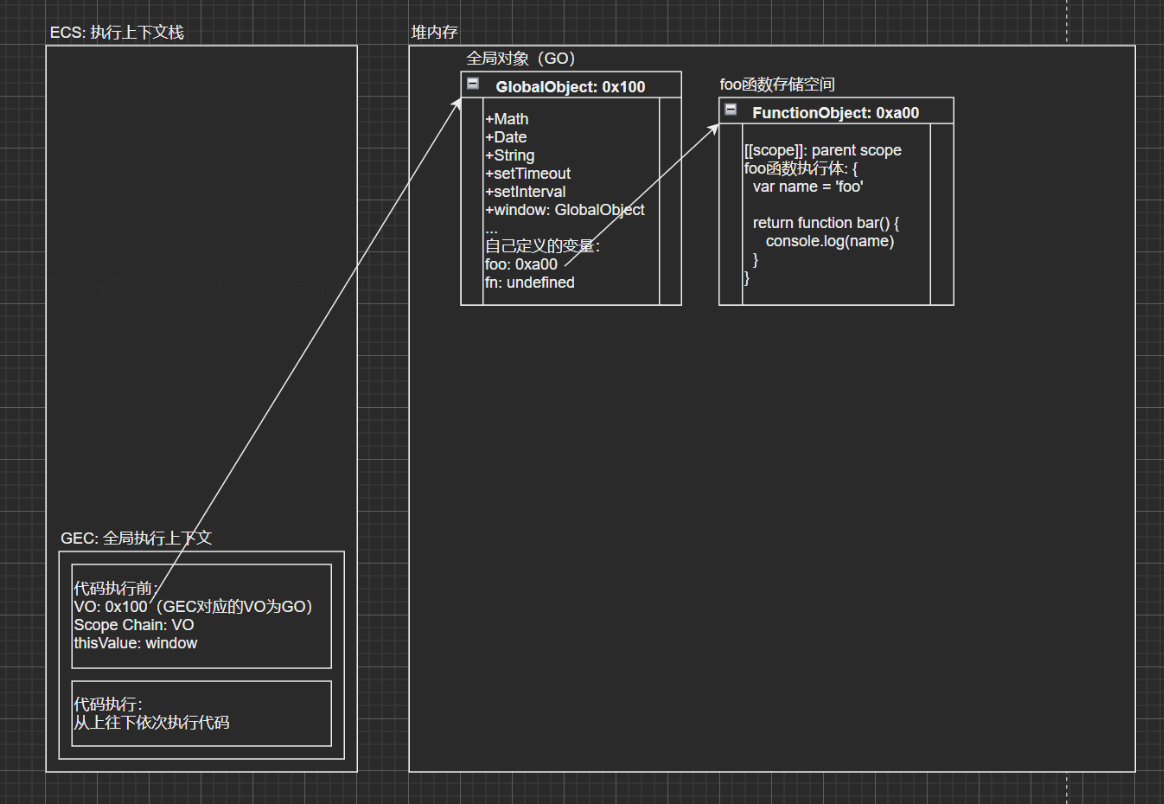 ECS: 执行上下文栈
GEC: 全局执行上下文
代码执行前:
VO: 0x100（GEC对应的VO为GO）
Scope Chain: VO
thisValue: window
代码执行:
从上往下依次执行代码
堆内存
全局对象（GO）
GlobalObject: 0x100
+Math
+Date
+String
+setTimeout
+setInterval
+window: GlobalObject
...
自己定义的变量:
foo: 0xa00
fn: undefined
foo函数存储空间
FunctionObject: 0xa00
[[scope]]: parent scope
foo函数执行体: {
var name = 'foo'
return function bar() {
console.log(name)
}
}